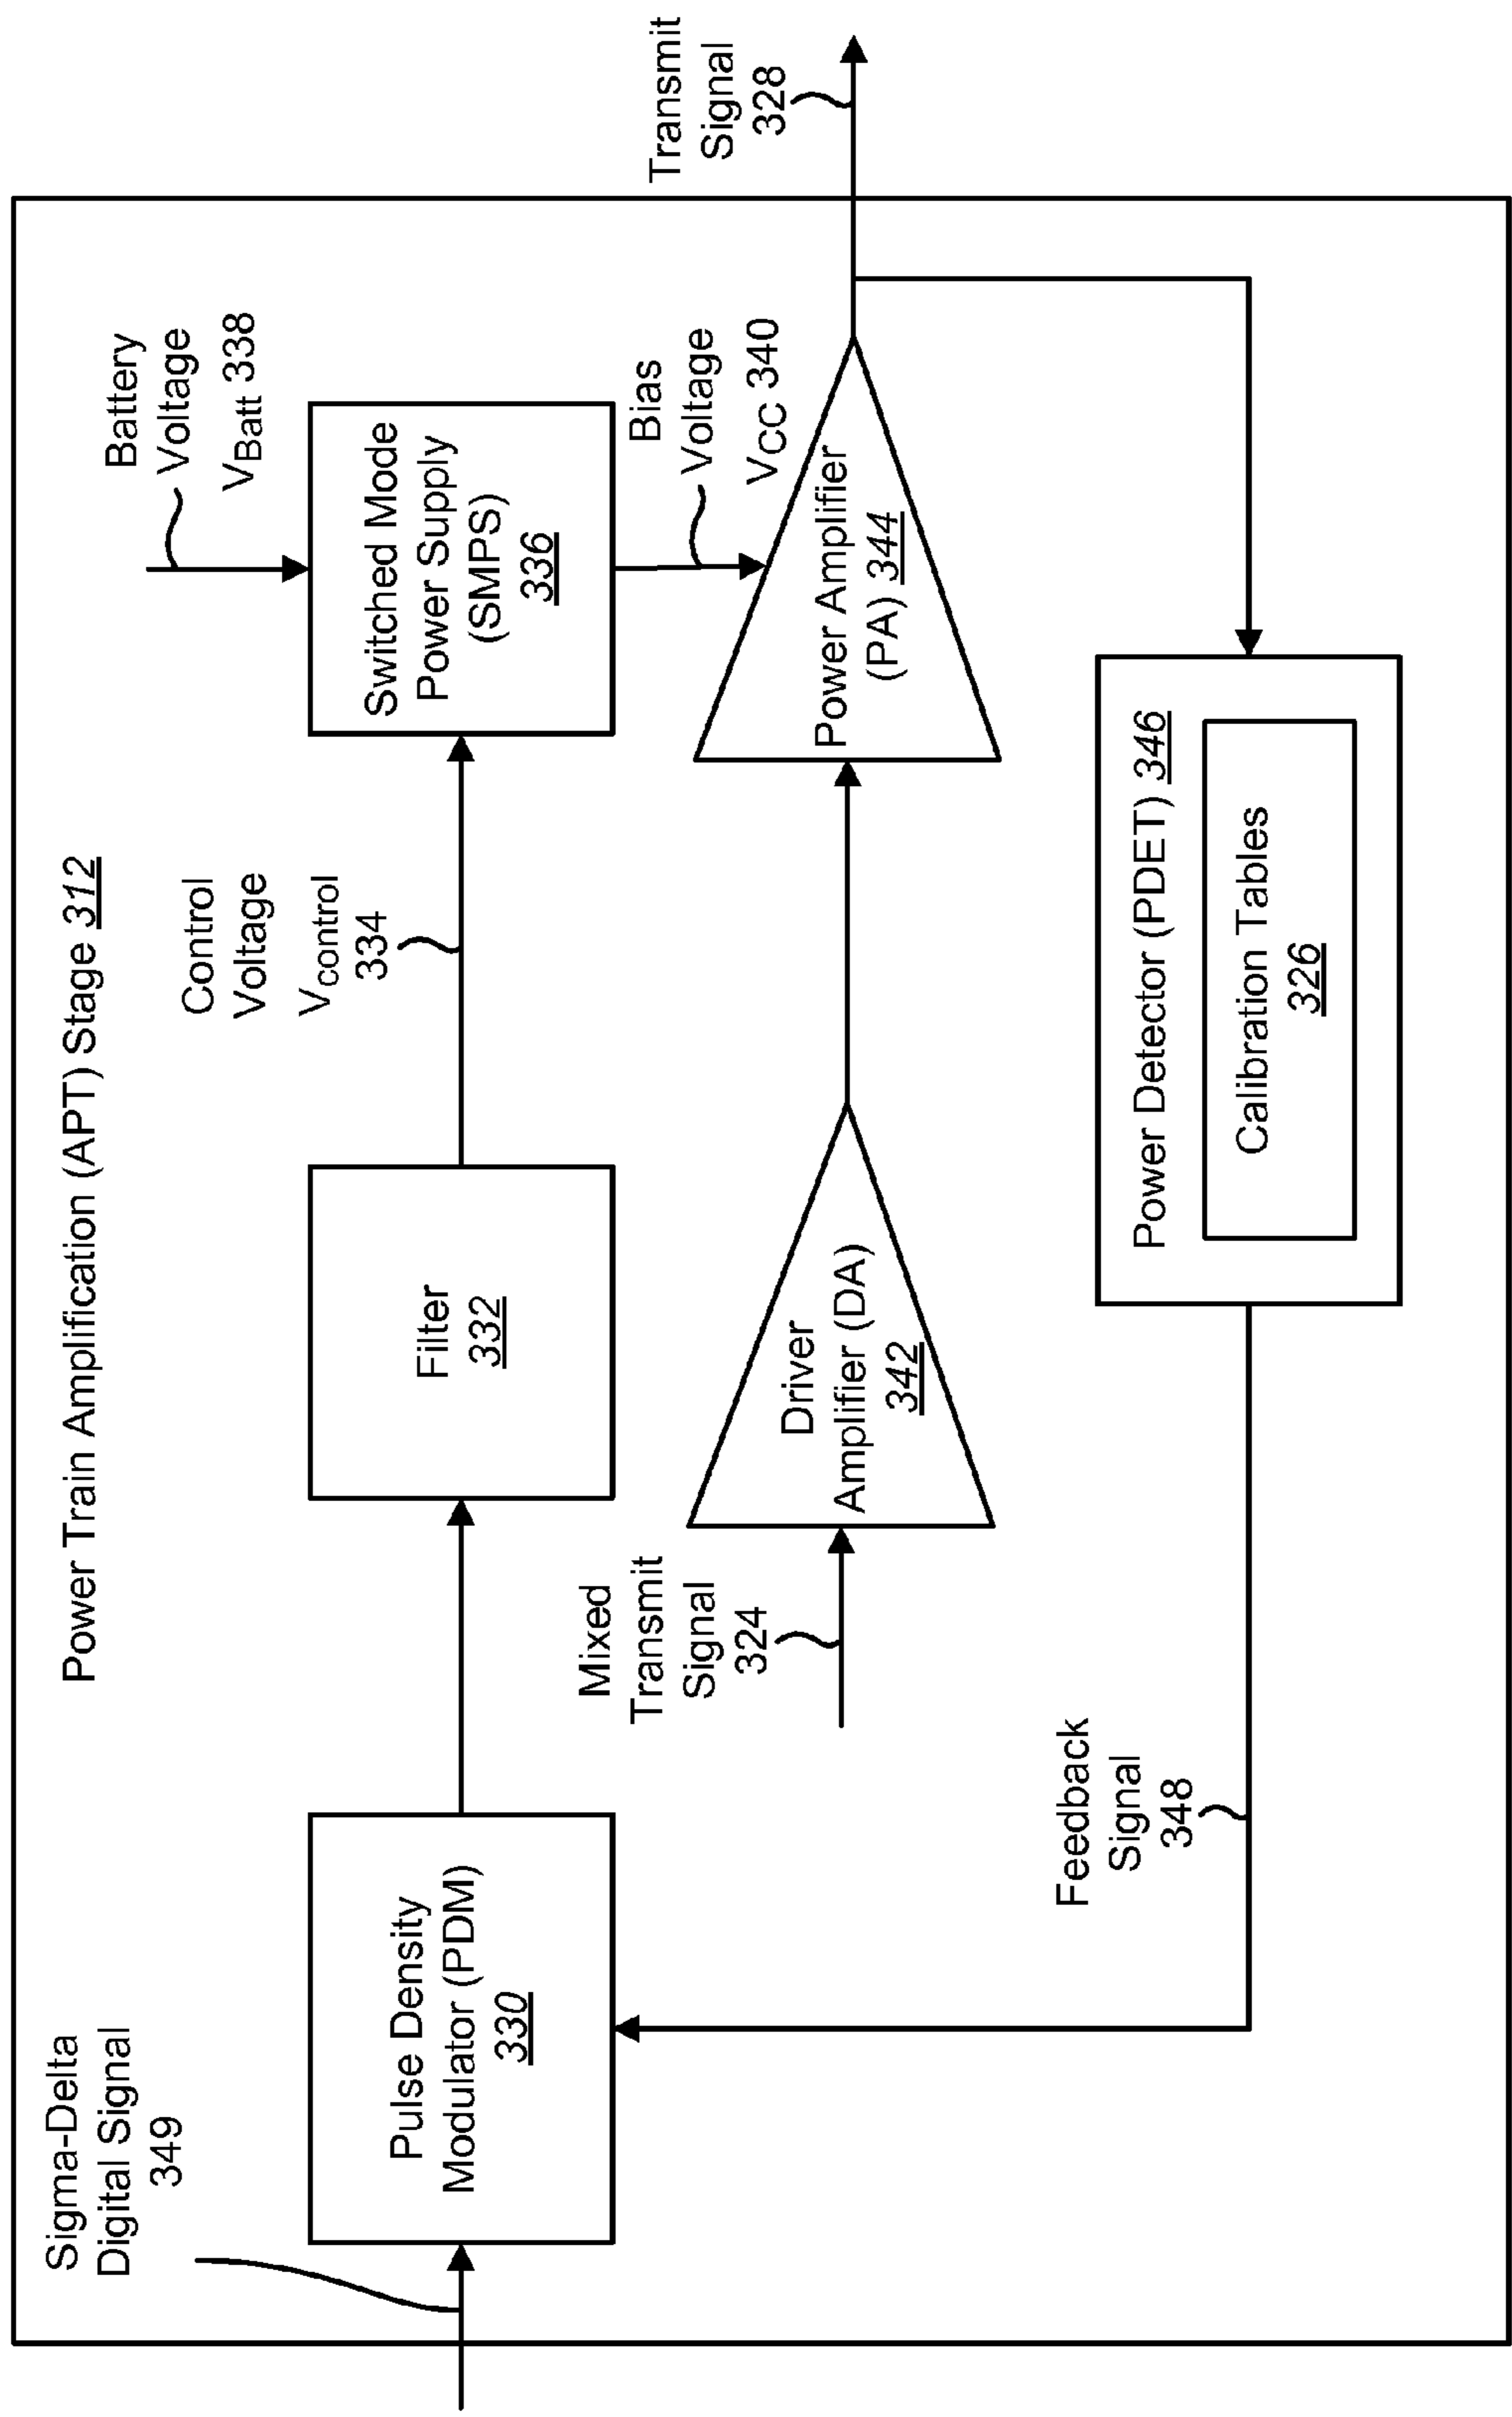 Power Train Amplification (APT) Stage 312
Sigma-Delta
Digital Signal
349
Pulse Density
Modulator (PDM)
330
Filter
332
Control
Voltage
Vcontrol
334
Battery
Voltage
VBatt 338
Switched Mode
Power Supply
(SMPS)
336
Bias
Voltage
VCC 340
Mixed
Transmit
Signal
324
Driver
Amplifier (DA)
342
Power Amplifier
(PA) 344
Transmit
Signal
328
Feedback
Signal
348
Power Detector (PDET) 346
Calibration Tables
326